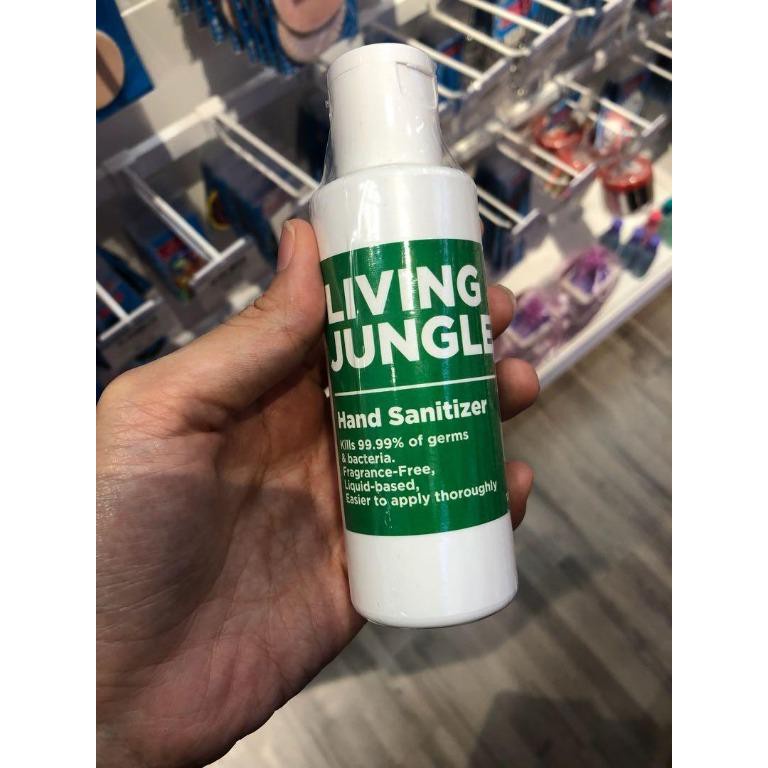 LIVING
JUNGLE
Hand Sanitizer
Kills 99.99% of germs
& bacteria.
Fragrance-Free,
Liquid-based,
Easier to apply thoroughly